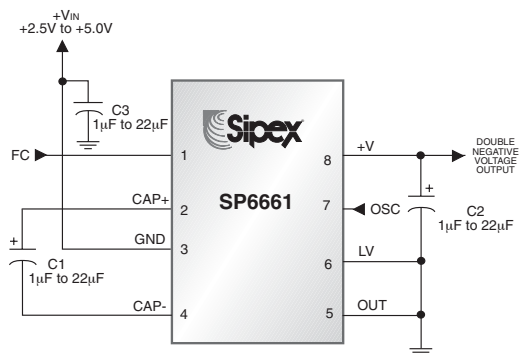 +VIN
+2.5V to +5.0V
C3
1µF to 22µF
FC
CAP+
GND
+
C1
1µF to 22µF
CAP-
Sipex®
SP6661
1
2
3
4
8
7
6
5
+V
OSC
LV
OUT
DOUBLE
NEGATIVE
VOLTAGE
OUTPUT
+
C2
1µF to 22µF